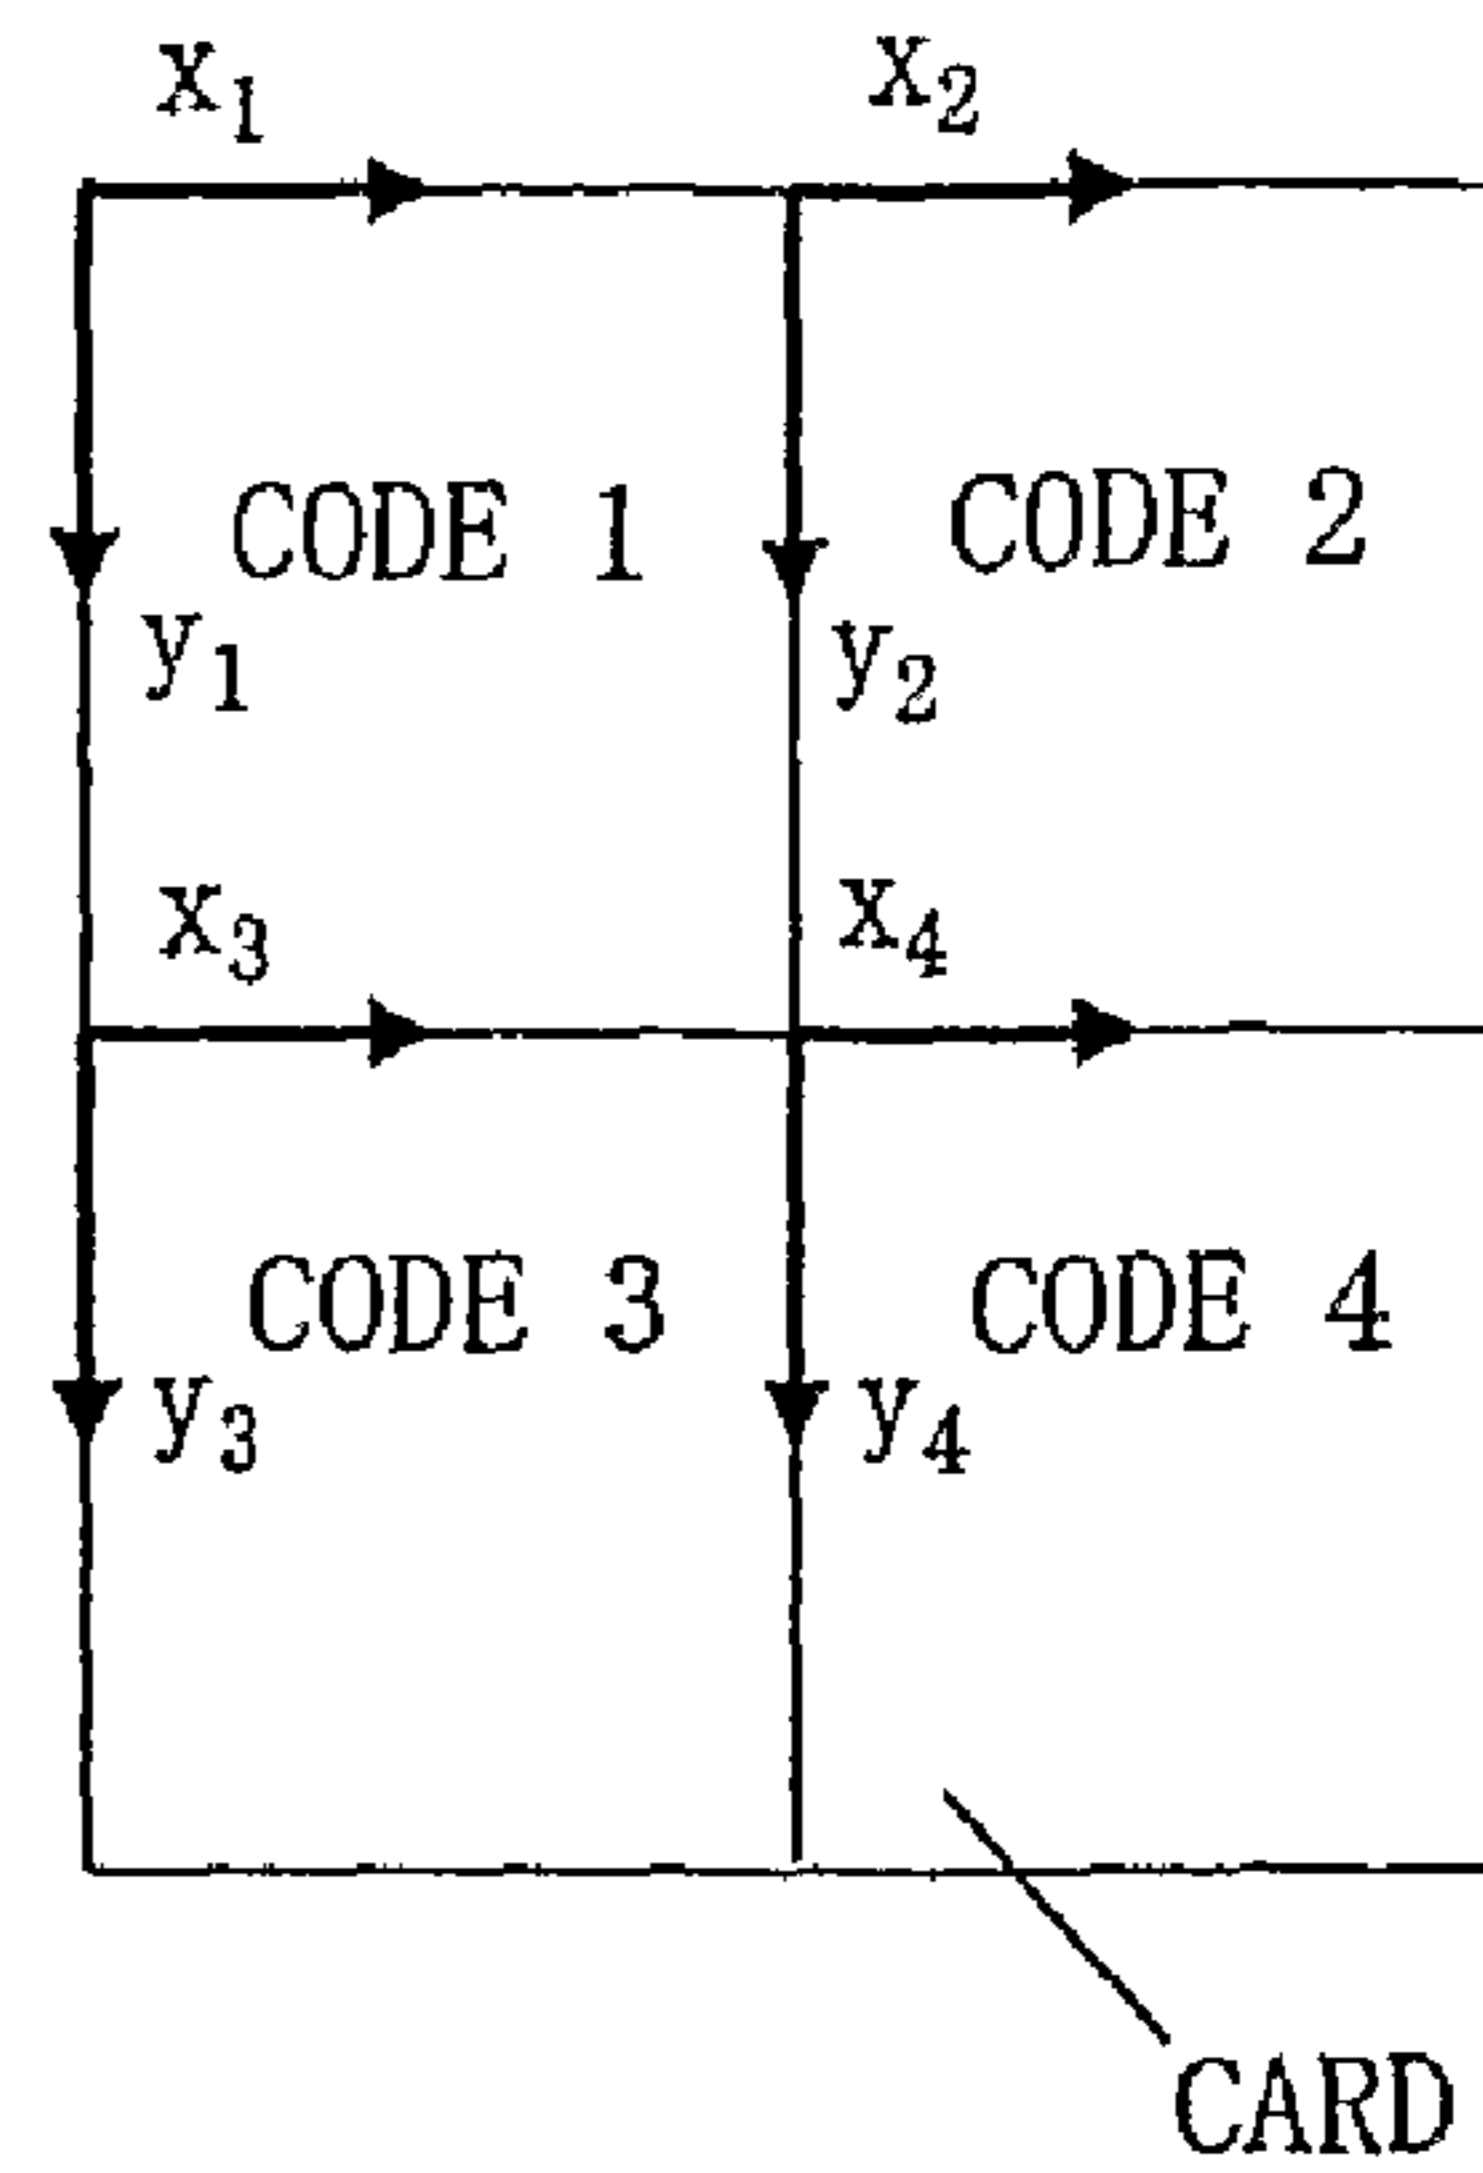 x₁ x₂
CODE 1 CODE 2
y₁ y₂
x₃ x₄
CODE 3 CODE 4
y₃ y₄
CARD